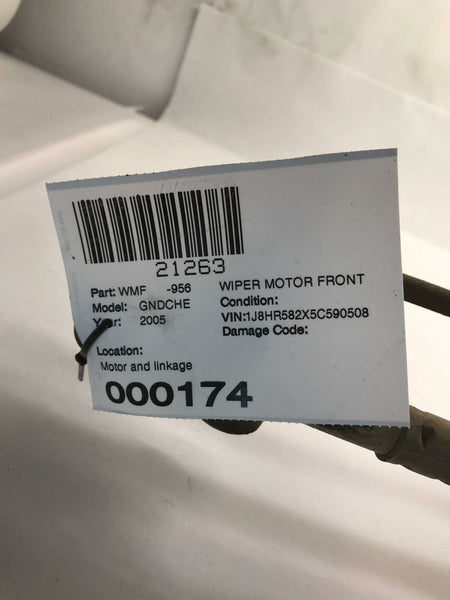 21263
Part: WMF -956 WIPER MOTOR FRONT
Model: GNDCHE Condition:
Year: 2005 VIN:1J8HR582X5C590508
Damage Code:
Location:
Motor and linkage
000174